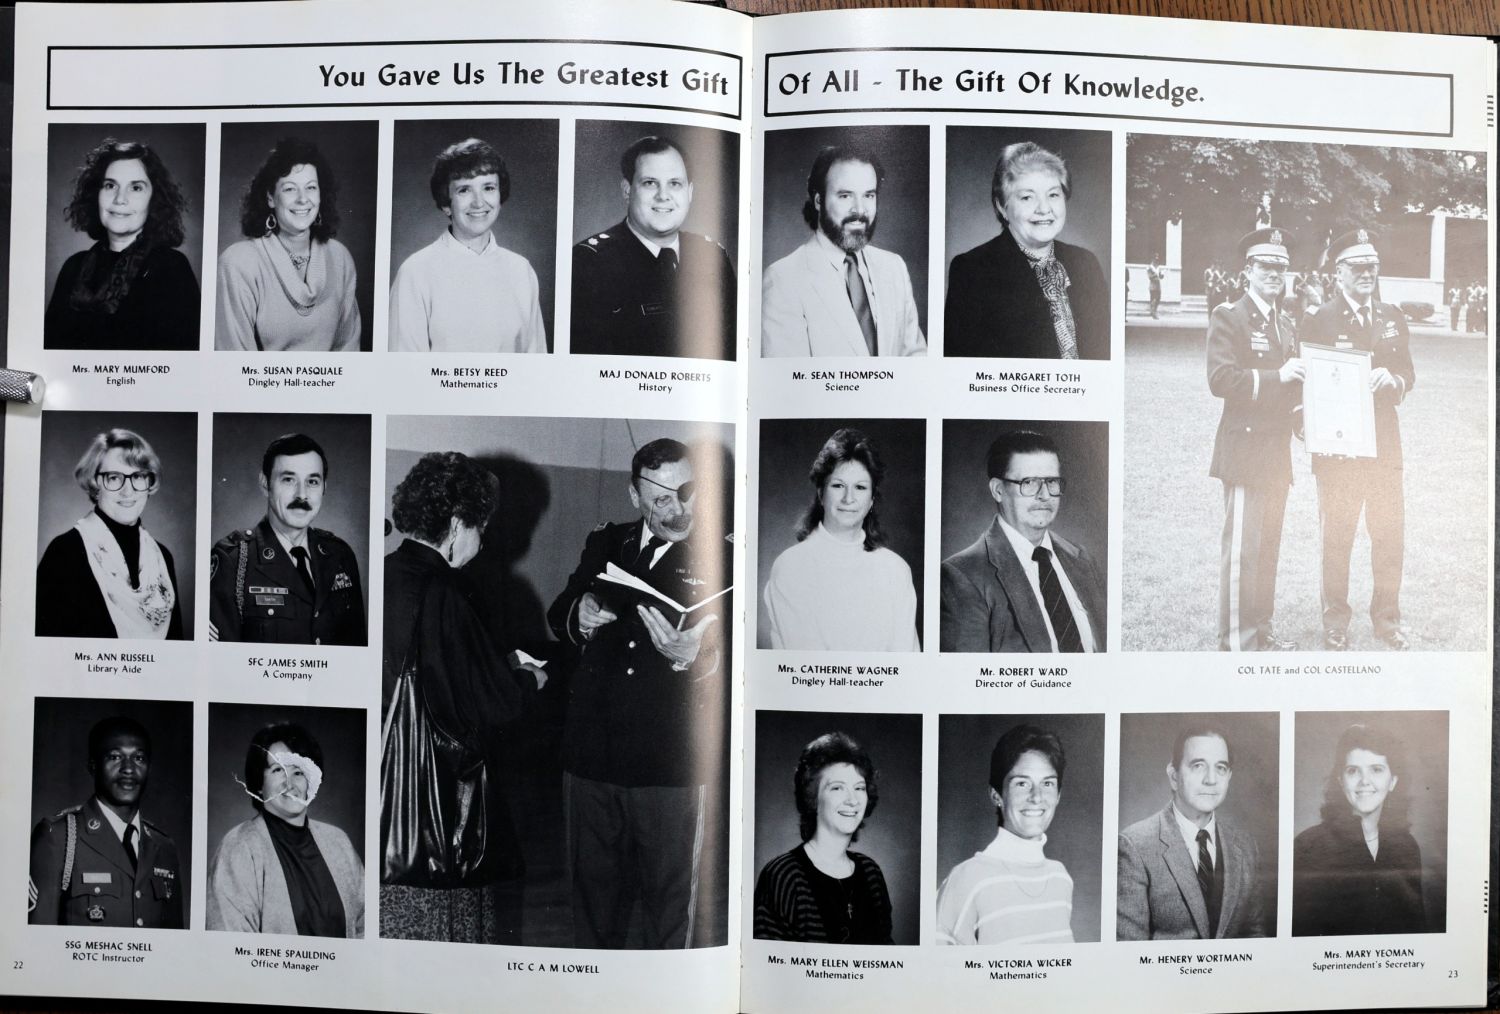 You Gave Us The Greatest Gift
Of All - The Gift Of Knowledge.
Mrs. MARY MUMFORD
English
Mrs. SUSAN PASQUALE
Dingley Hall-teacher
Mrs. BETSY REED
Mathematics
MAJ DONALD ROBERTS
History
Mrs. ANN RUSSELL
Library Aide
SFC JAMES SMITH
A Company
SSG MESHAC SNELL
ROTC Instructor
Mrs. IRENE SPAULDING
Office Manager
LTC C A M LOWELL
22
Mr. SEAN THOMPSON
Science
Mrs. MARGARET TOTH
Business Office Secretary
Mrs. CATHERINE WAGNER
Dingley Hall-teacher
Mr. ROBERT WARD
Director of Guidance
COL TATE and COL CASTELLANO
Mrs. MARY ELLEN WEISSMAN
Mathematics
Mrs. VICTORIA WICKER
Mathematics
Mr. HENERY WORTMANN
Science
Mrs. MARY YEOMAN
Superintendent's Secretary
23